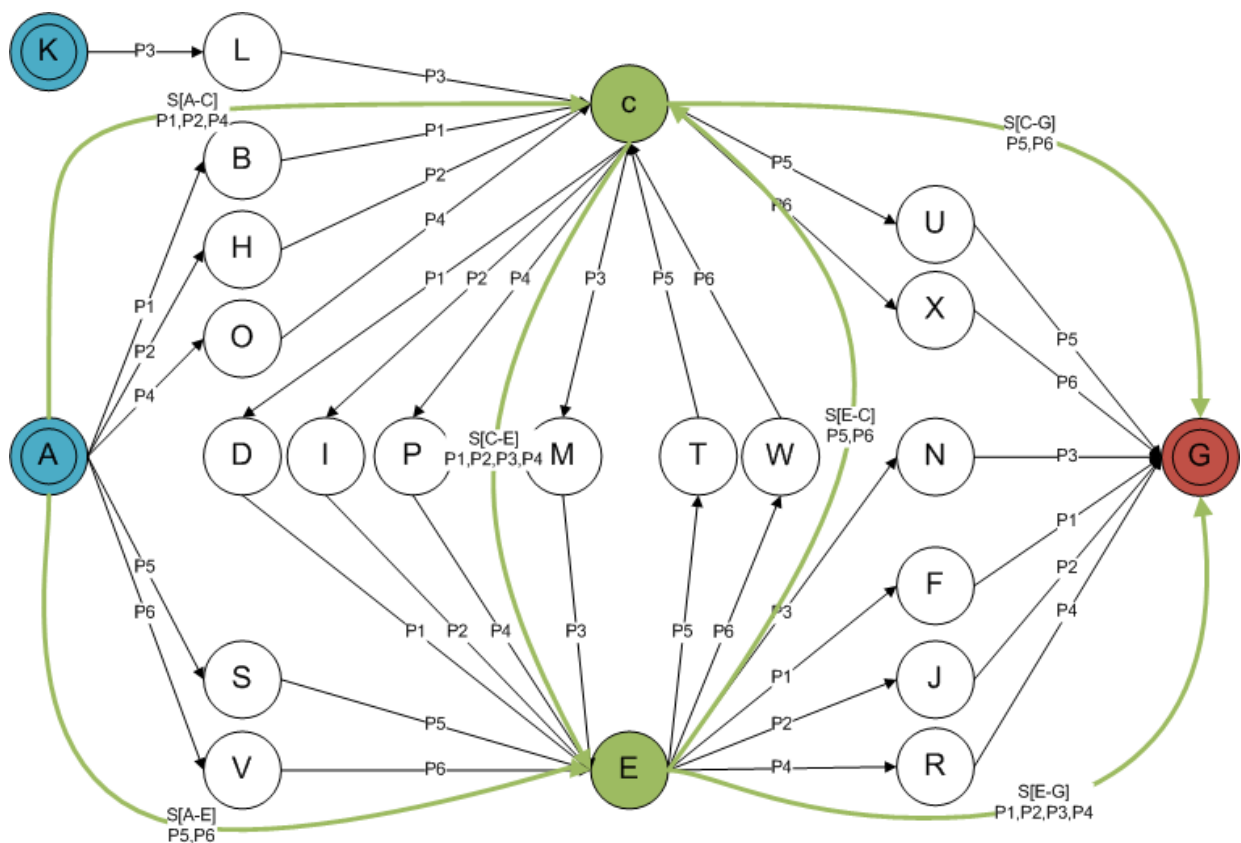 K
P3
L
P3
S[A-C]
P1,P2,P4
c
S[C-G]
P5,P6
B
P1
P2
P5
P6
H
P4
U
O
X
P1
P2
P4
P3
P5
P6
P1
P2
P4
P5
P6
A
D
I
P
S[C-E]
P1,P2,P3,P4
M
T
W
S[E-C]
P5,P6
N
P3
G
P5
P6
P1
P2
P4
F
S
P1
P2
P4
P3
P5
P6
P3
P1
J
P5
P2
V
P6
E
P4
R
S[A-E]
P5,P6
S[E-G]
P1,P2,P3,P4